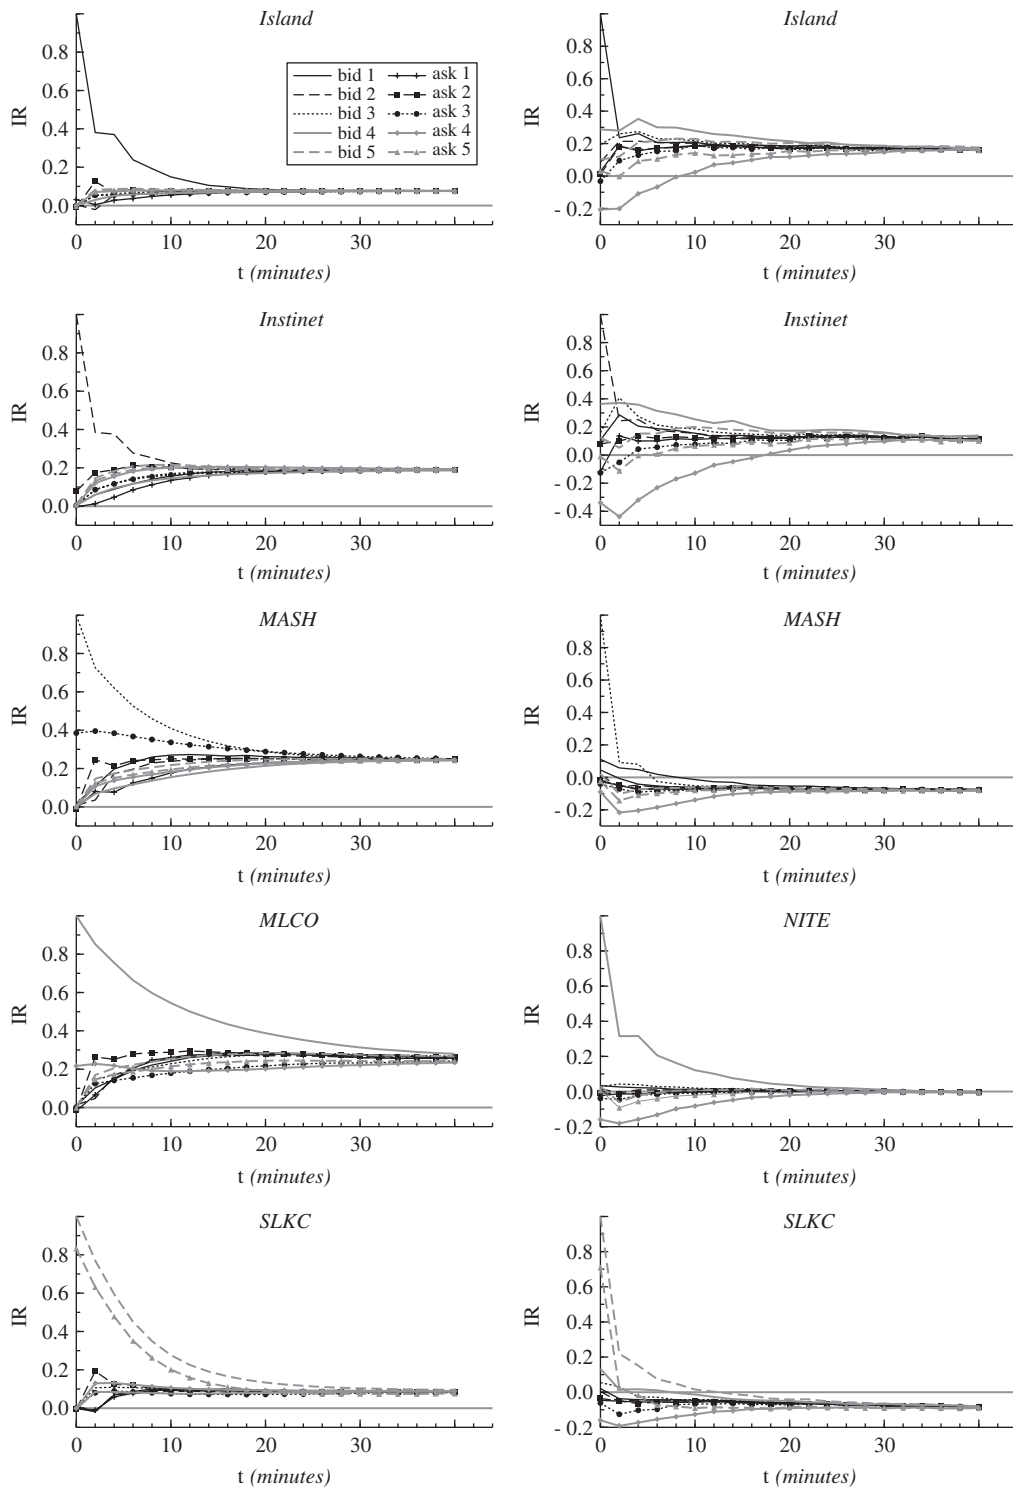 Island
IR
0.8
0.6
0.4
0.2
0.0
bid 1
bid 2
bid 3
bid 4
bid 5
ask 1
ask 2
ask 3
ask 4
ask 5
0 10 20 30
t (minutes)
Island
IR
0.8
0.6
0.4
0.2
0.0
- 0.2
0 10 20 30
t (minutes)
Instinet
IR
0.8
0.6
0.4
0.2
0.0
0 10 20 30
t (minutes)
Instinet
IR
0.8
0.6
0.4
0.2
0.0
- 0.2
- 0.4
0 10 20 30
t (minutes)
MASH
IR
0.8
0.6
0.4
0.2
0.0
0 10 20 30
t (minutes)
MASH
IR
0.8
0.6
0.4
0.2
0.0
- 0.2
0 10 20 30
t (minutes)
MLCO
IR
0.8
0.6
0.4
0.2
0.0
0 10 20 30
t (minutes)
NITE
IR
0.8
0.6
0.4
0.2
0.0
- 0.2
0 10 20 30
t (minutes)
SLKC
IR
0.8
0.6
0.4
0.2
0.0
0 10 20 30
t (minutes)
SLKC
IR
0.8
0.6
0.4
0.2
0.0
- 0.2
0 10 20 30
t (minutes)